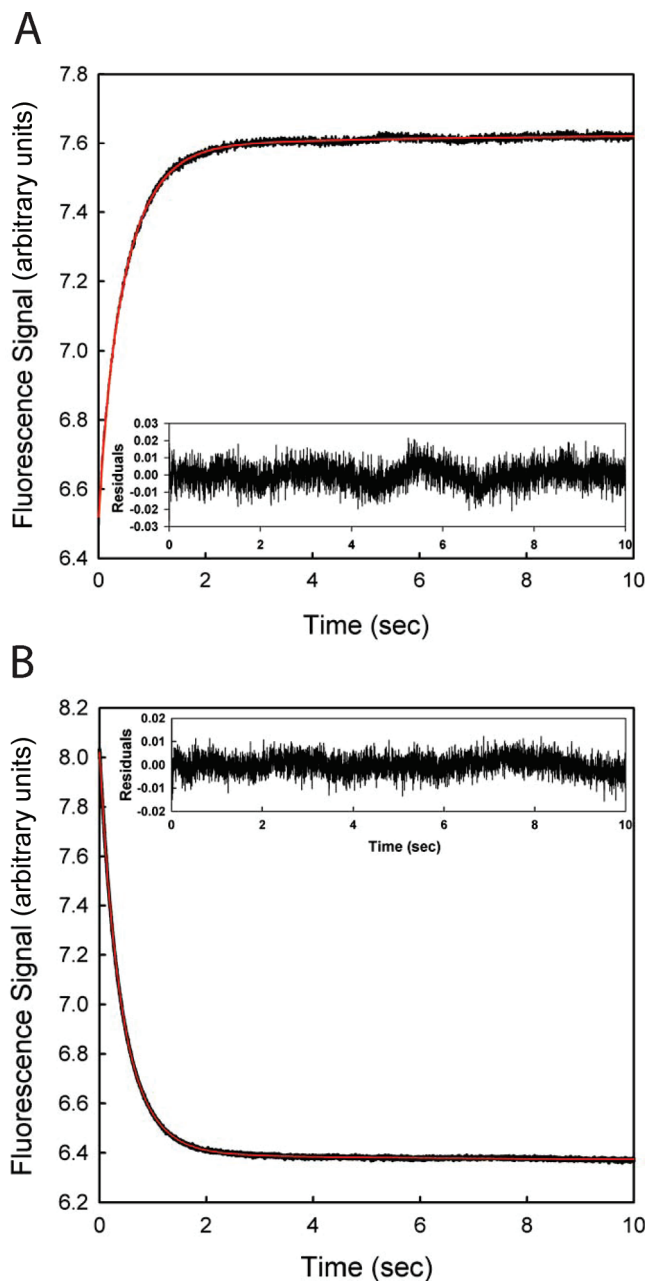 A
Fluorescence Signal (arbitrary units)
7.8
7.6
7.4
7.2
7.0
6.8
6.6
6.4
Residuals
0.03
0.02
0.01
0.00
-0.01
-0.02
-0.03
0 2 4 6 8 10
0 2 4 6 8 10
Time (sec)
B
Fluorescence Signal (arbitrary units)
8.2
8.0
7.8
7.6
7.4
7.2
7.0
6.8
6.6
6.4
6.2
Residuals
0.02
0.01
0.00
-0.01
-0.02
0 2 4 6 8 10
Time (sec)
0 2 4 6 8 10
Time (sec)